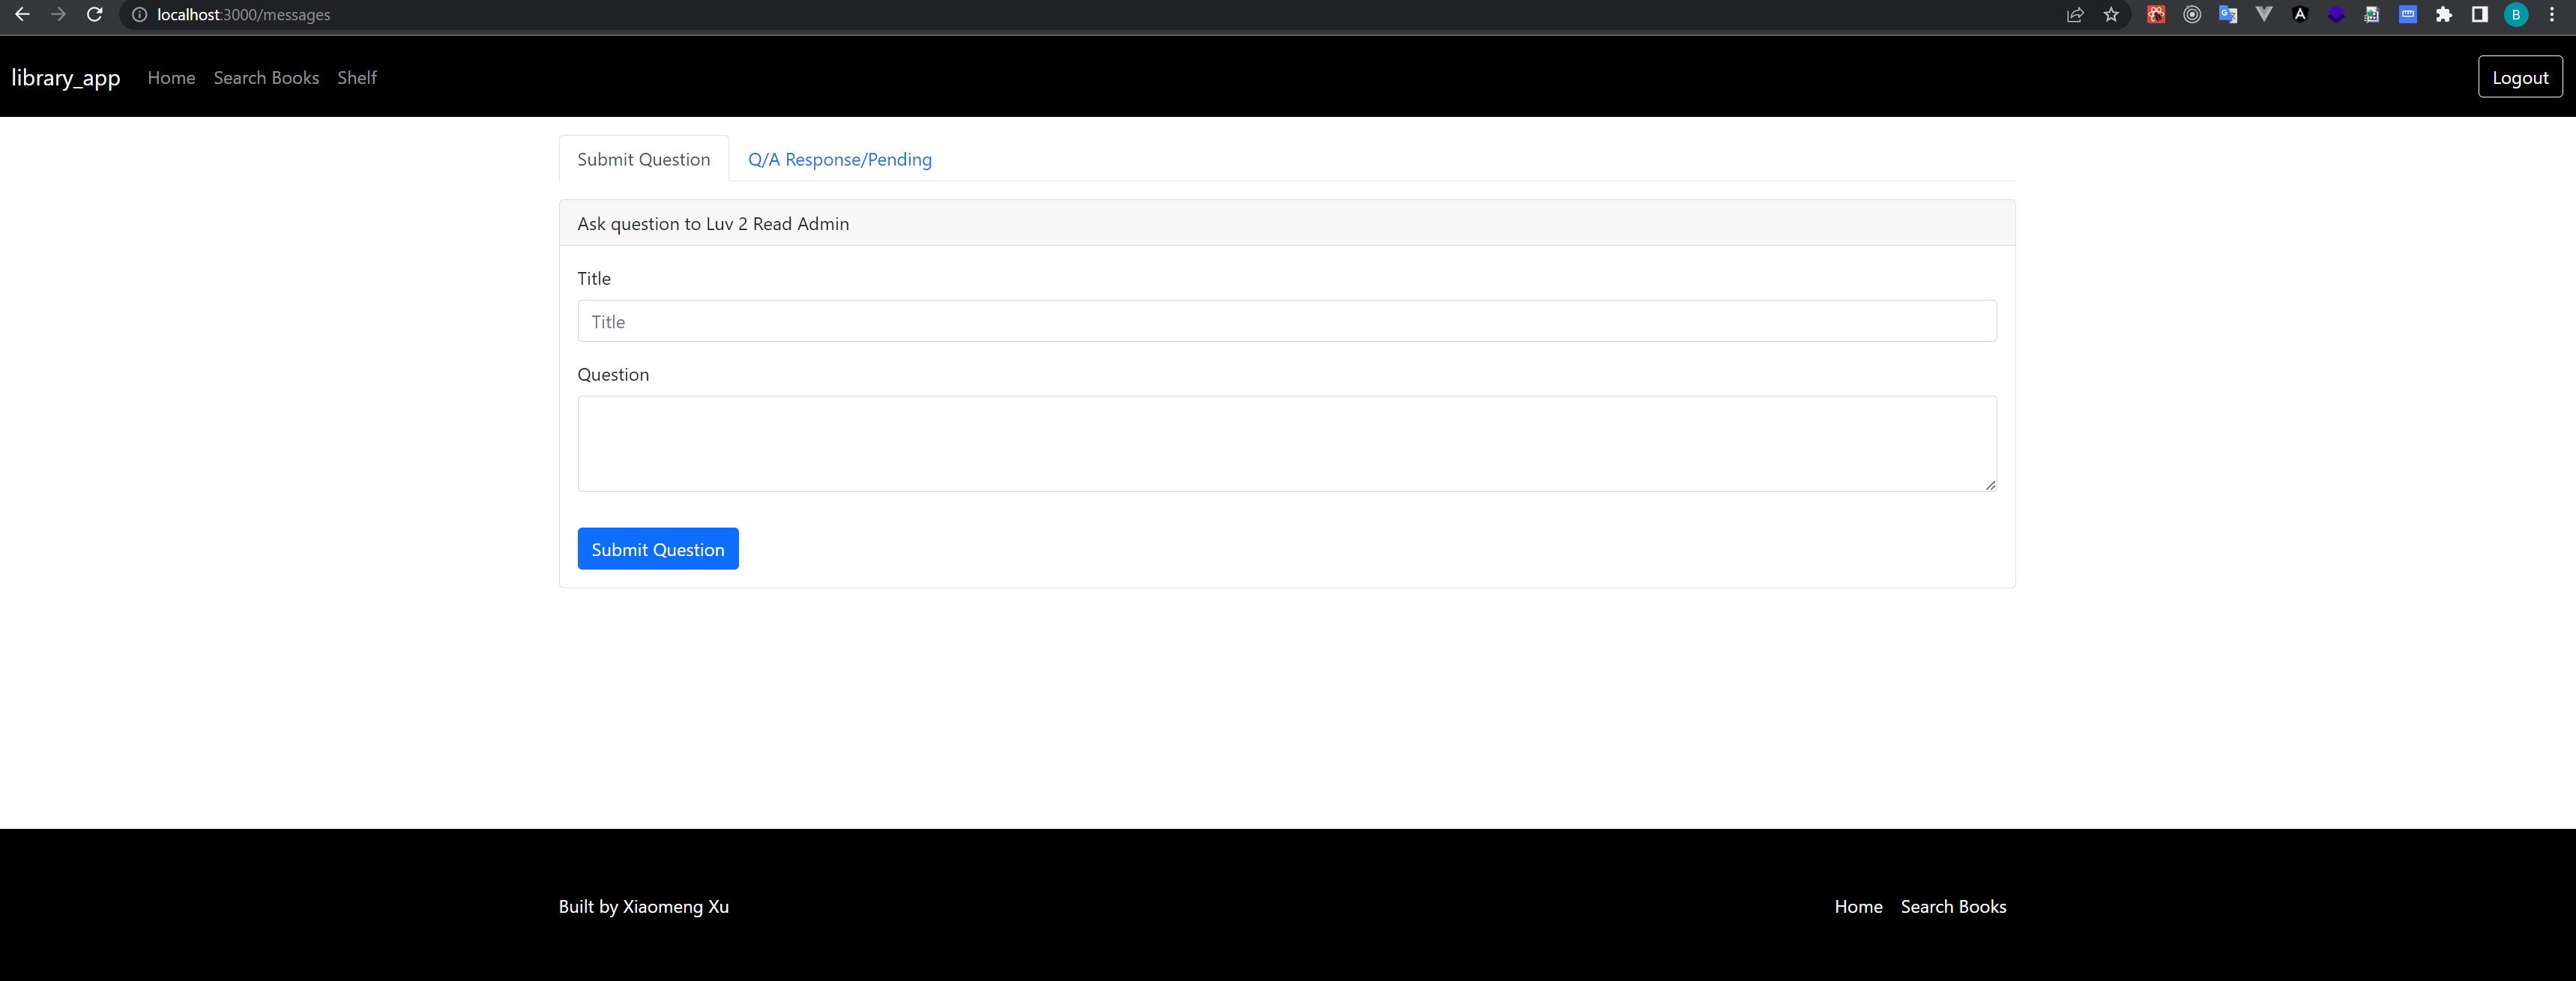 localhost:3000/messages
B
library_app Home Search Books Shelf Logout
Submit Question Q/A Response/Pending
Ask question to Luv 2 Read Admin
Title
Title
Question
Submit Question
Built by Xiaomeng Xu Home Search Books